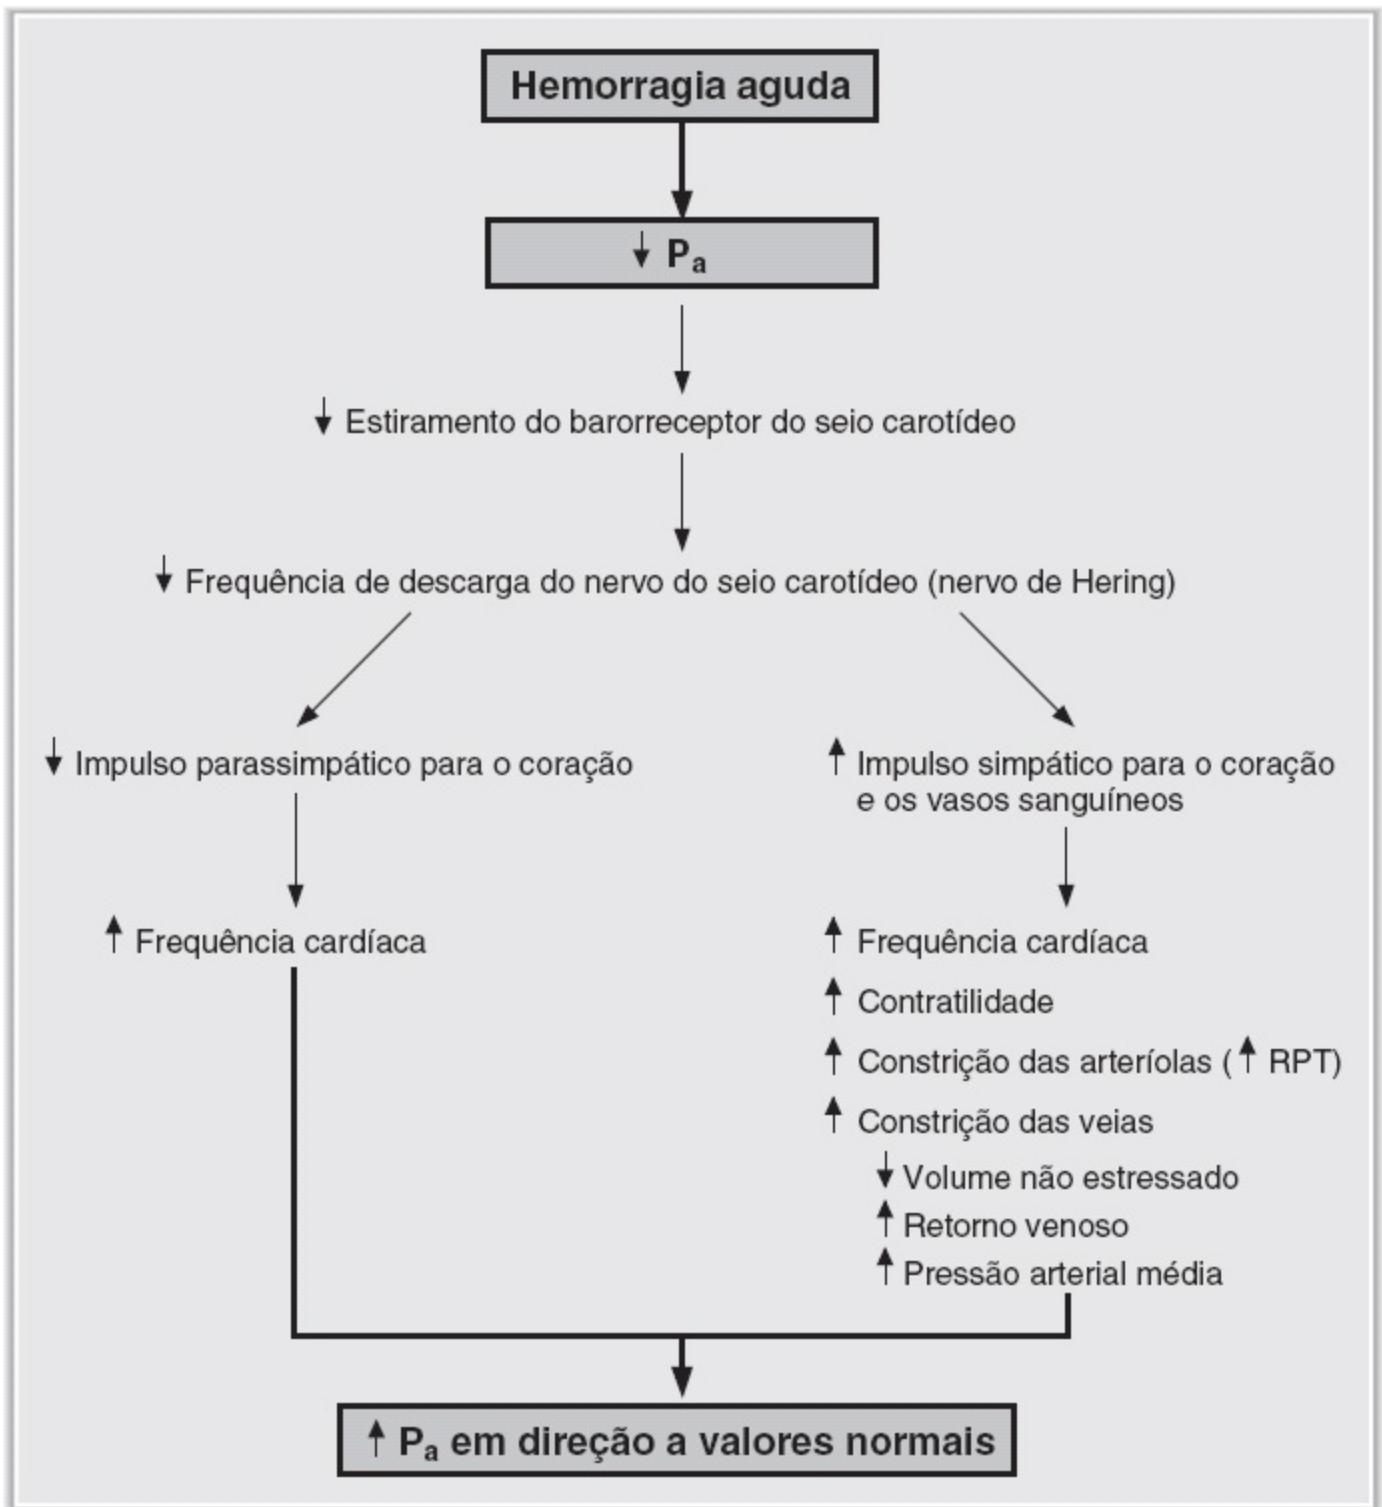 Hemorragia aguda
↓ Pa
↓ Estiramento do barorreceptor do seio carotídeo
↓ Frequência de descarga do nervo do seio carotídeo (nervo de Hering)
↓ Impulso parassimpático para o coração
↑ Frequência cardíaca
↑ Impulso simpático para o coração
e os vasos sanguíneos
↑ Frequência cardíaca
↑ Contratilidade
↑ Constrição das arteríolas (↑ RPT)
↑ Constrição das veias
↓ Volume não estressado
↑ Retorno venoso
↑ Pressão arterial média
↑ Pa em direção a valores normais